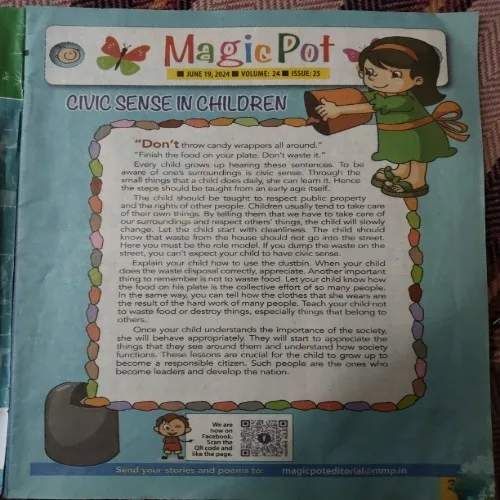 Magic Pot
JUNE 19, 2024 VOLUME: 24 ISSUE: 25
CIVIC SENSE IN CHILDREN
"Don't throw candy wrappers all around."
"Finish the food on your plate. Don't waste it."
Every child grows up hearing these sentences. To be
aware of one's surroundings is civic sense. Through the
small things that a child does daily, she can learn it. Hence
the steps should be taught from an early age itself.
The child should be taught to respect public property
and the rights of other people. Children usually tend to take care
of their own things. By telling them that we have to take care of
our surroundings and respect others' things, the child will slowly
change. Let the child start with cleanliness. The child should
know that waste from the house should not go into the street.
Here you must be the role model. If you dump the waste on the
street, you can't expect your child to have civic sense.
Explain your child how to use the dustbin. When your child
does the waste disposal correctly, appreciate. Another important
thing to remember is not to waste food. Let your child know how
the food on his plate is the collective effort of so many people.
In the same way, you can tell how the clothes that she wears are
the result of the hard work of many people. Teach your child not
to waste food or destroy things, especially things that belong to
others.
Once your child understands the importance of the society,
she will behave appropriately. They will start to appreciate the
things that they see around them and understand how society
functions. These lessons are crucial for the child to grow up to
become a responsible citizen. Such people are the ones who
become leaders and develop the nation.
We are
now on
Facebook.
Scan the
QR code and
like the page.
Send your stories and poems to: magicpoteditorial@mmp.in
3